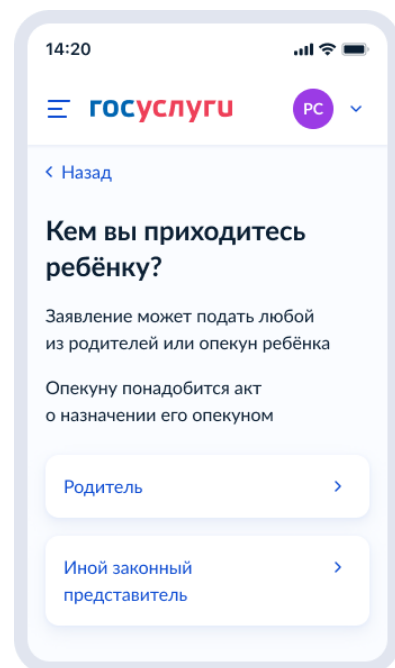 14:20
госуслуги
РС
Назад
Кем вы приходитесь
ребёнку?
Заявление может подать любой
из родителей или опекун ребёнка
Опекуну понадобится акт
о назначении его опекуном
Родитель
Иной законный
представитель